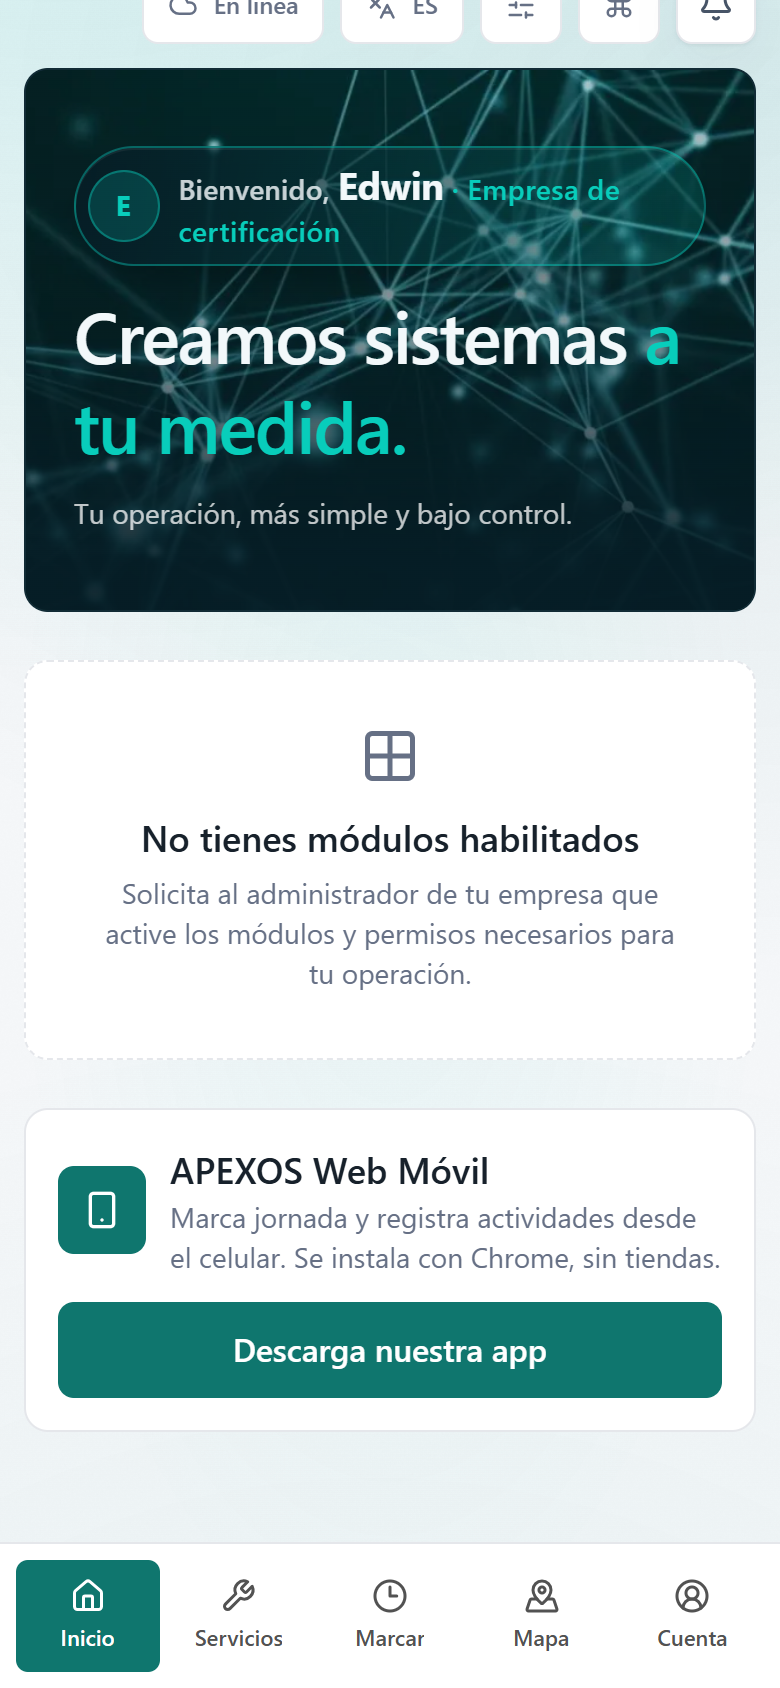 En línea
ES
E
Bienvenido, Edwin · Empresa de
certificación
Creamos sistemas a
tu medida.
Tu operación, más simple y bajo control.
No tienes módulos habilitados
Solicita al administrador de tu empresa que
active los módulos y permisos necesarios para
tu operación.
APEXOS Web Móvil
Marca jornada y registra actividades desde
el celular. Se instala con Chrome, sin tiendas.
Descarga nuestra app
Inicio
Servicios
Marcar
Mapa
Cuenta